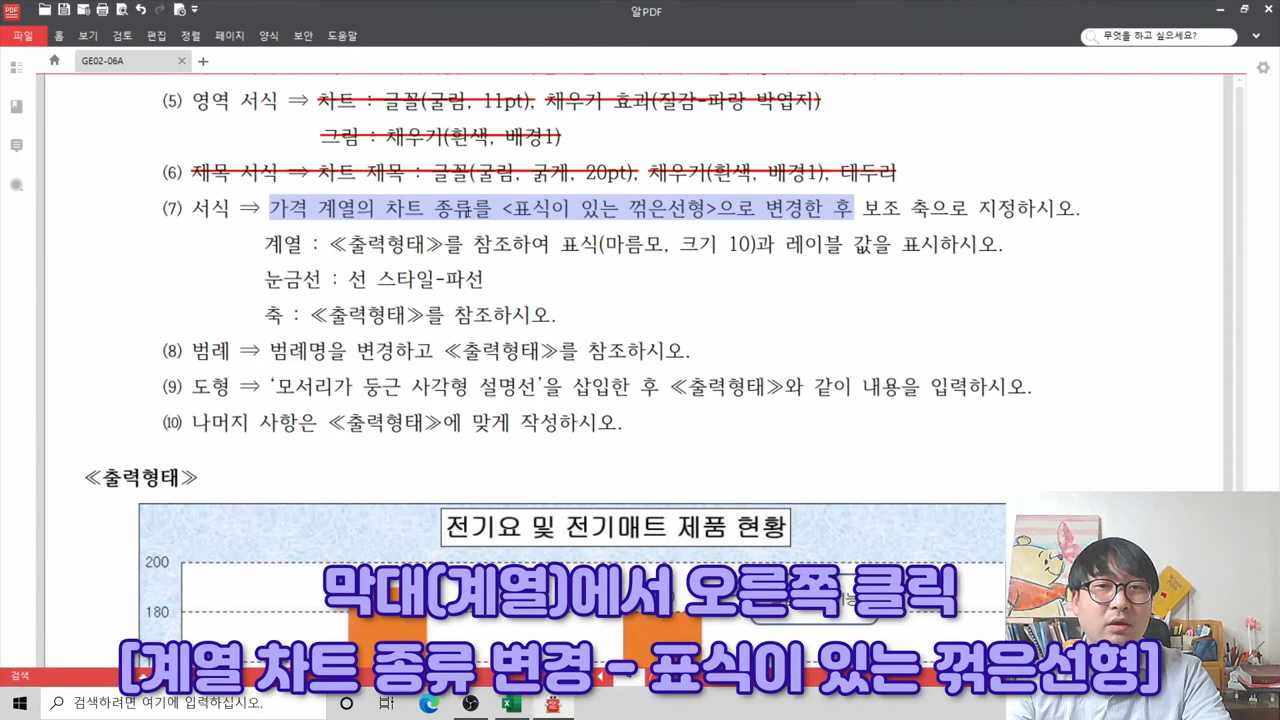 알PDF
파일 홈 보기 검토 편집 정렬 페이지 양식 보안 도움말
무엇을 하고 싶으세요?
GE02-06A
(5) 영역 서식 ⇒ 차트 : 글꼴(굴림, 11pt), 채우기 효과(질감-파랑 박엽지)
그림 : 채우기(흰색, 배경1)
(6) 제목 서식 ⇒ 차트 제목 : 글꼴(굴림, 굵게, 20pt), 채우기(흰색, 배경1), 테두리
(7) 서식 ⇒ 가격 계열의 차트 종류를 <표식이 있는 꺾은선형>으로 변경한 후 보조 축으로 지정하시오.
계열 : ≪출력형태≫를 참조하여 표식(마름모, 크기 10)과 레이블 값을 표시하시오.
눈금선 : 선 스타일-파선
축 : ≪출력형태≫를 참조하시오.
(8) 범례 ⇒ 범례명을 변경하고 ≪출력형태≫를 참조하시오.
(9) 도형 ⇒ ‘모서리가 둥근 사각형 설명선’을 삽입한 후 ≪출력형태≫와 같이 내용을 입력하시오.
(10) 나머지 사항은 ≪출력형태≫에 맞게 작성하시오.
≪출력형태≫
전기요 및 전기매트 제품 현황
200
180
막대(계열)에서 오른쪽 클릭
[계열 차트 종류 변경 - 표식이 있는 꺾은선형]
검색
검색하려면 여기에 입력하십시오.